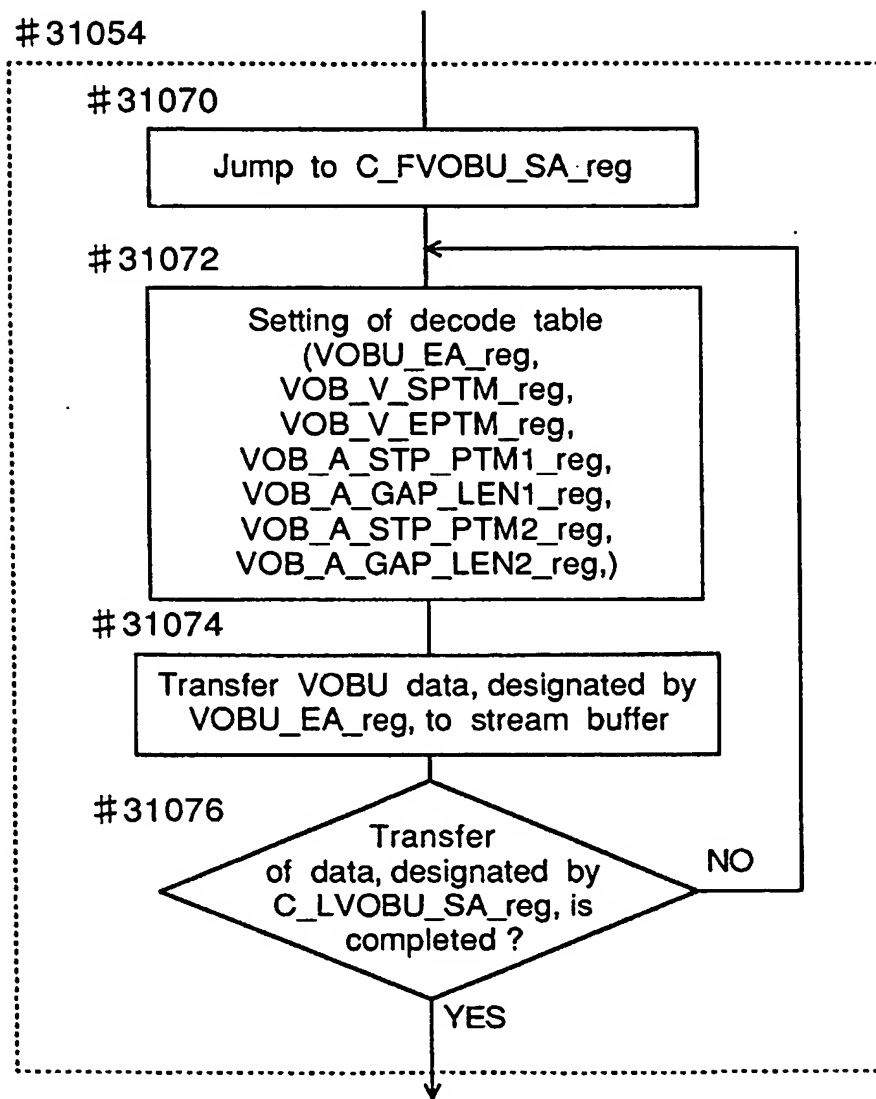 #31054
#31070
Jump to C_FVOBU_SA_reg
#31072
Setting of decode table
(VOBU_EA_reg,
VOB_V_SPTM_reg,
VOB_V_EPTM_reg,
VOB_A_STP_PTM1_reg,
VOB_A_GAP_LEN1_reg,
VOB_A_STP_PTM2_reg,
VOB_A_GAP_LEN2_reg,)
#31074
Transfer VOBU data, designated by
VOBU_EA_reg, to stream buffer
#31076
Transfer
of data, designated by
C_LVOBU_SA_reg, is
completed ?
NO
YES